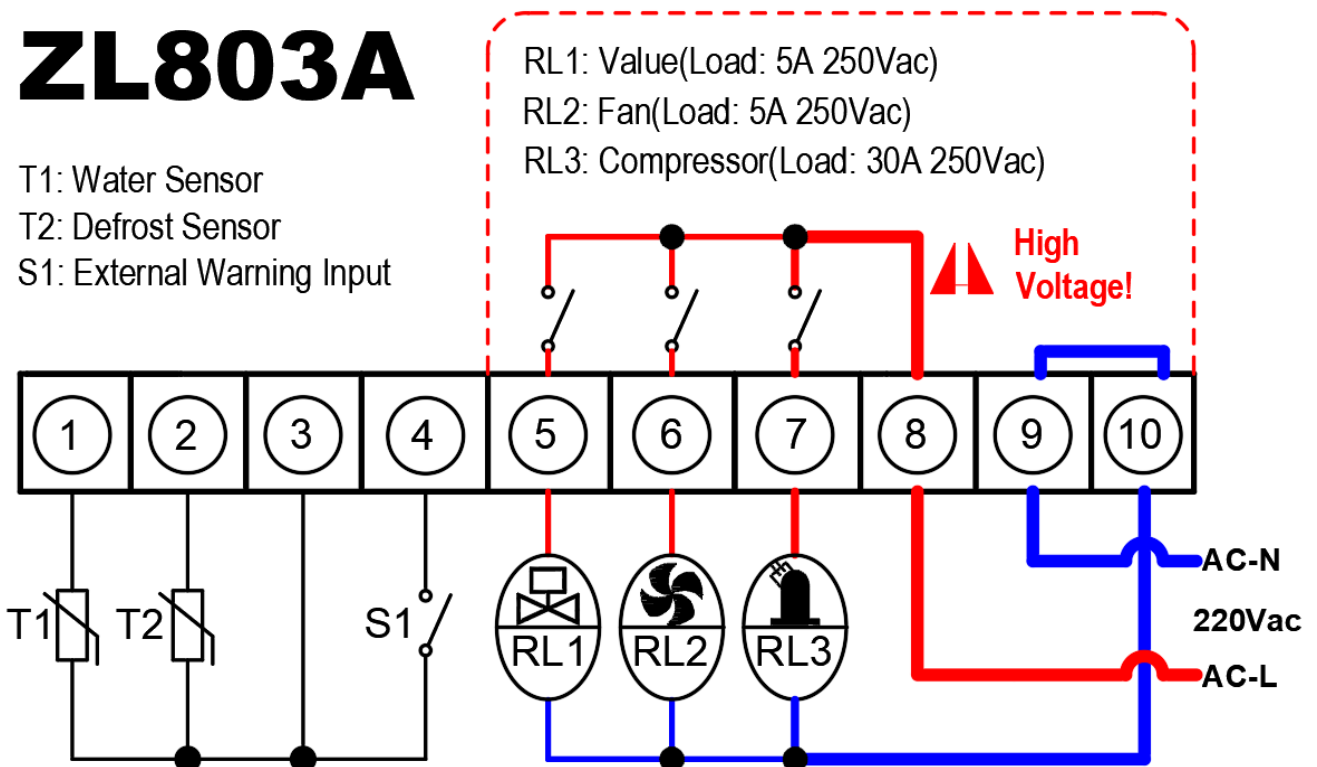 ZL803A
T1: Water Sensor
T2: Defrost Sensor
S1: External Warning Input
RL1: Value(Load: 5A 250Vac)
RL2: Fan(Load: 5A 250Vac)
RL3: Compressor(Load: 30A 250Vac)
High
Voltage!
1 2 3 4 5 6 7 8 9 10
T1 T2 S1 RL1 RL2 RL3
AC-N
220Vac
AC-L